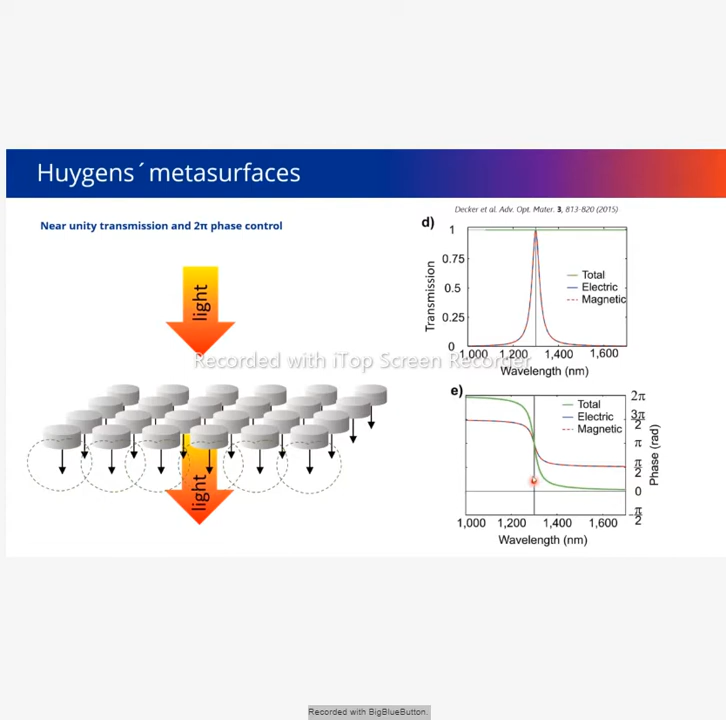 Huygens´metasurfaces
Decker et al. Adv. Opt. Mater. 3, 813-820 (2015)
Near unity transmission and 2π phase control
light
light
d)
1
0.75
0.5
0.25
0
Transmission
Total
Electric
Magnetic
1,000 1,200 1,400 1,600
Wavelength (nm)
Recorded with iTop Screen Recorder
e)
Total
Electric
Magnetic
2π
3π
2
π
π
2
0
-π
2
Phase (rad)
1,000 1,200 1,400 1,600
Wavelength (nm)
Recorded with BigBlueButton.